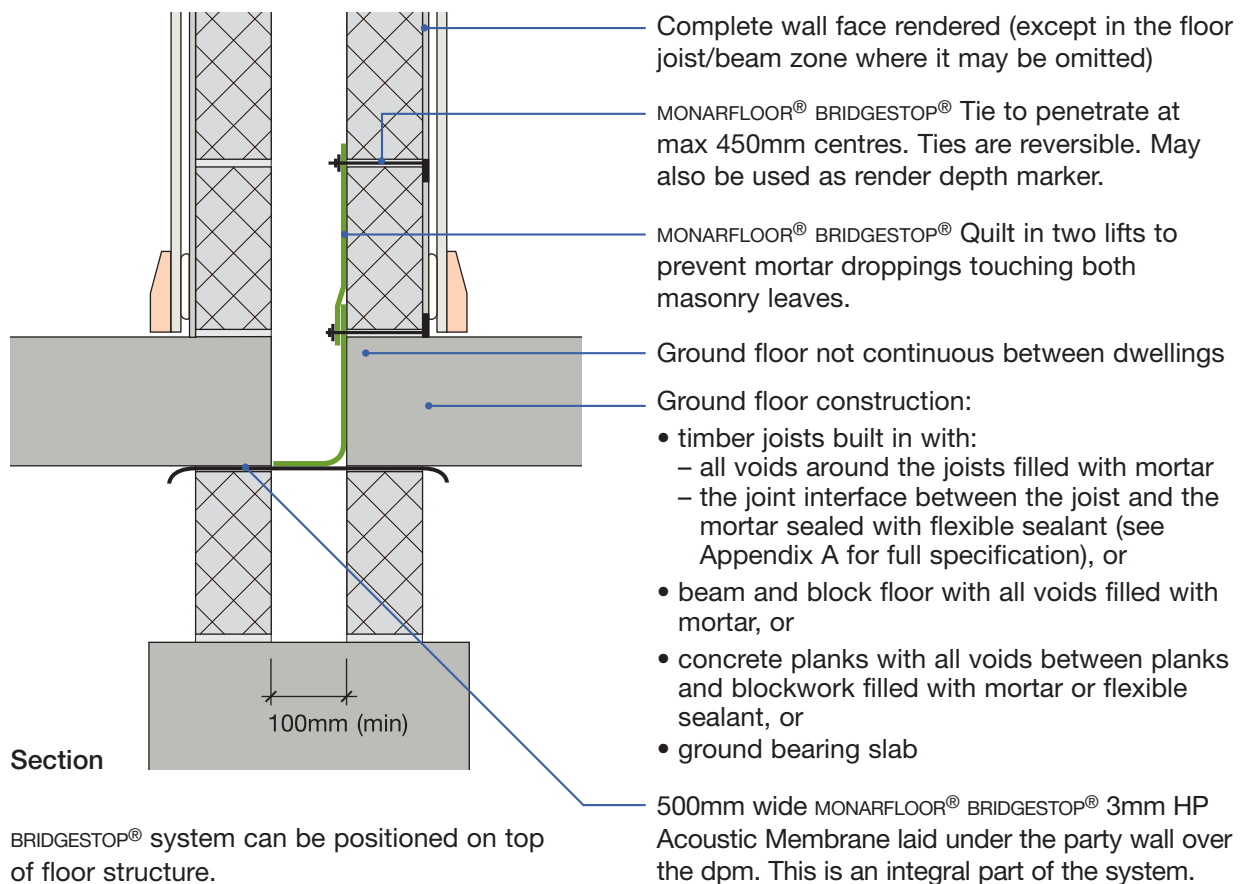 Complete wall face rendered (except in the floor
joist/beam zone where it may be omitted)
MONARFLOOR® BRIDGESTOP® Tie to penetrate at
max 450mm centres. Ties are reversible. May
also be used as render depth marker.
MONARFLOOR® BRIDGESTOP® Quilt in two lifts to
prevent mortar droppings touching both
masonry leaves.
Ground floor not continuous between dwellings
Ground floor construction:
• timber joists built in with:
– all voids around the joists filled with mortar
– the joint interface between the joist and the
mortar sealed with flexible sealant (see
Appendix A for full specification), or
• beam and block floor with all voids filled with
mortar, or
• concrete planks with all voids between planks
and blockwork filled with mortar or flexible
sealant, or
• ground bearing slab
500mm wide MONARFLOOR® BRIDGESTOP® 3mm HP
Acoustic Membrane laid under the party wall over
the dpm. This is an integral part of the system.
100mm (min)
Section
BRIDGESTOP® system can be positioned on top
of floor structure.